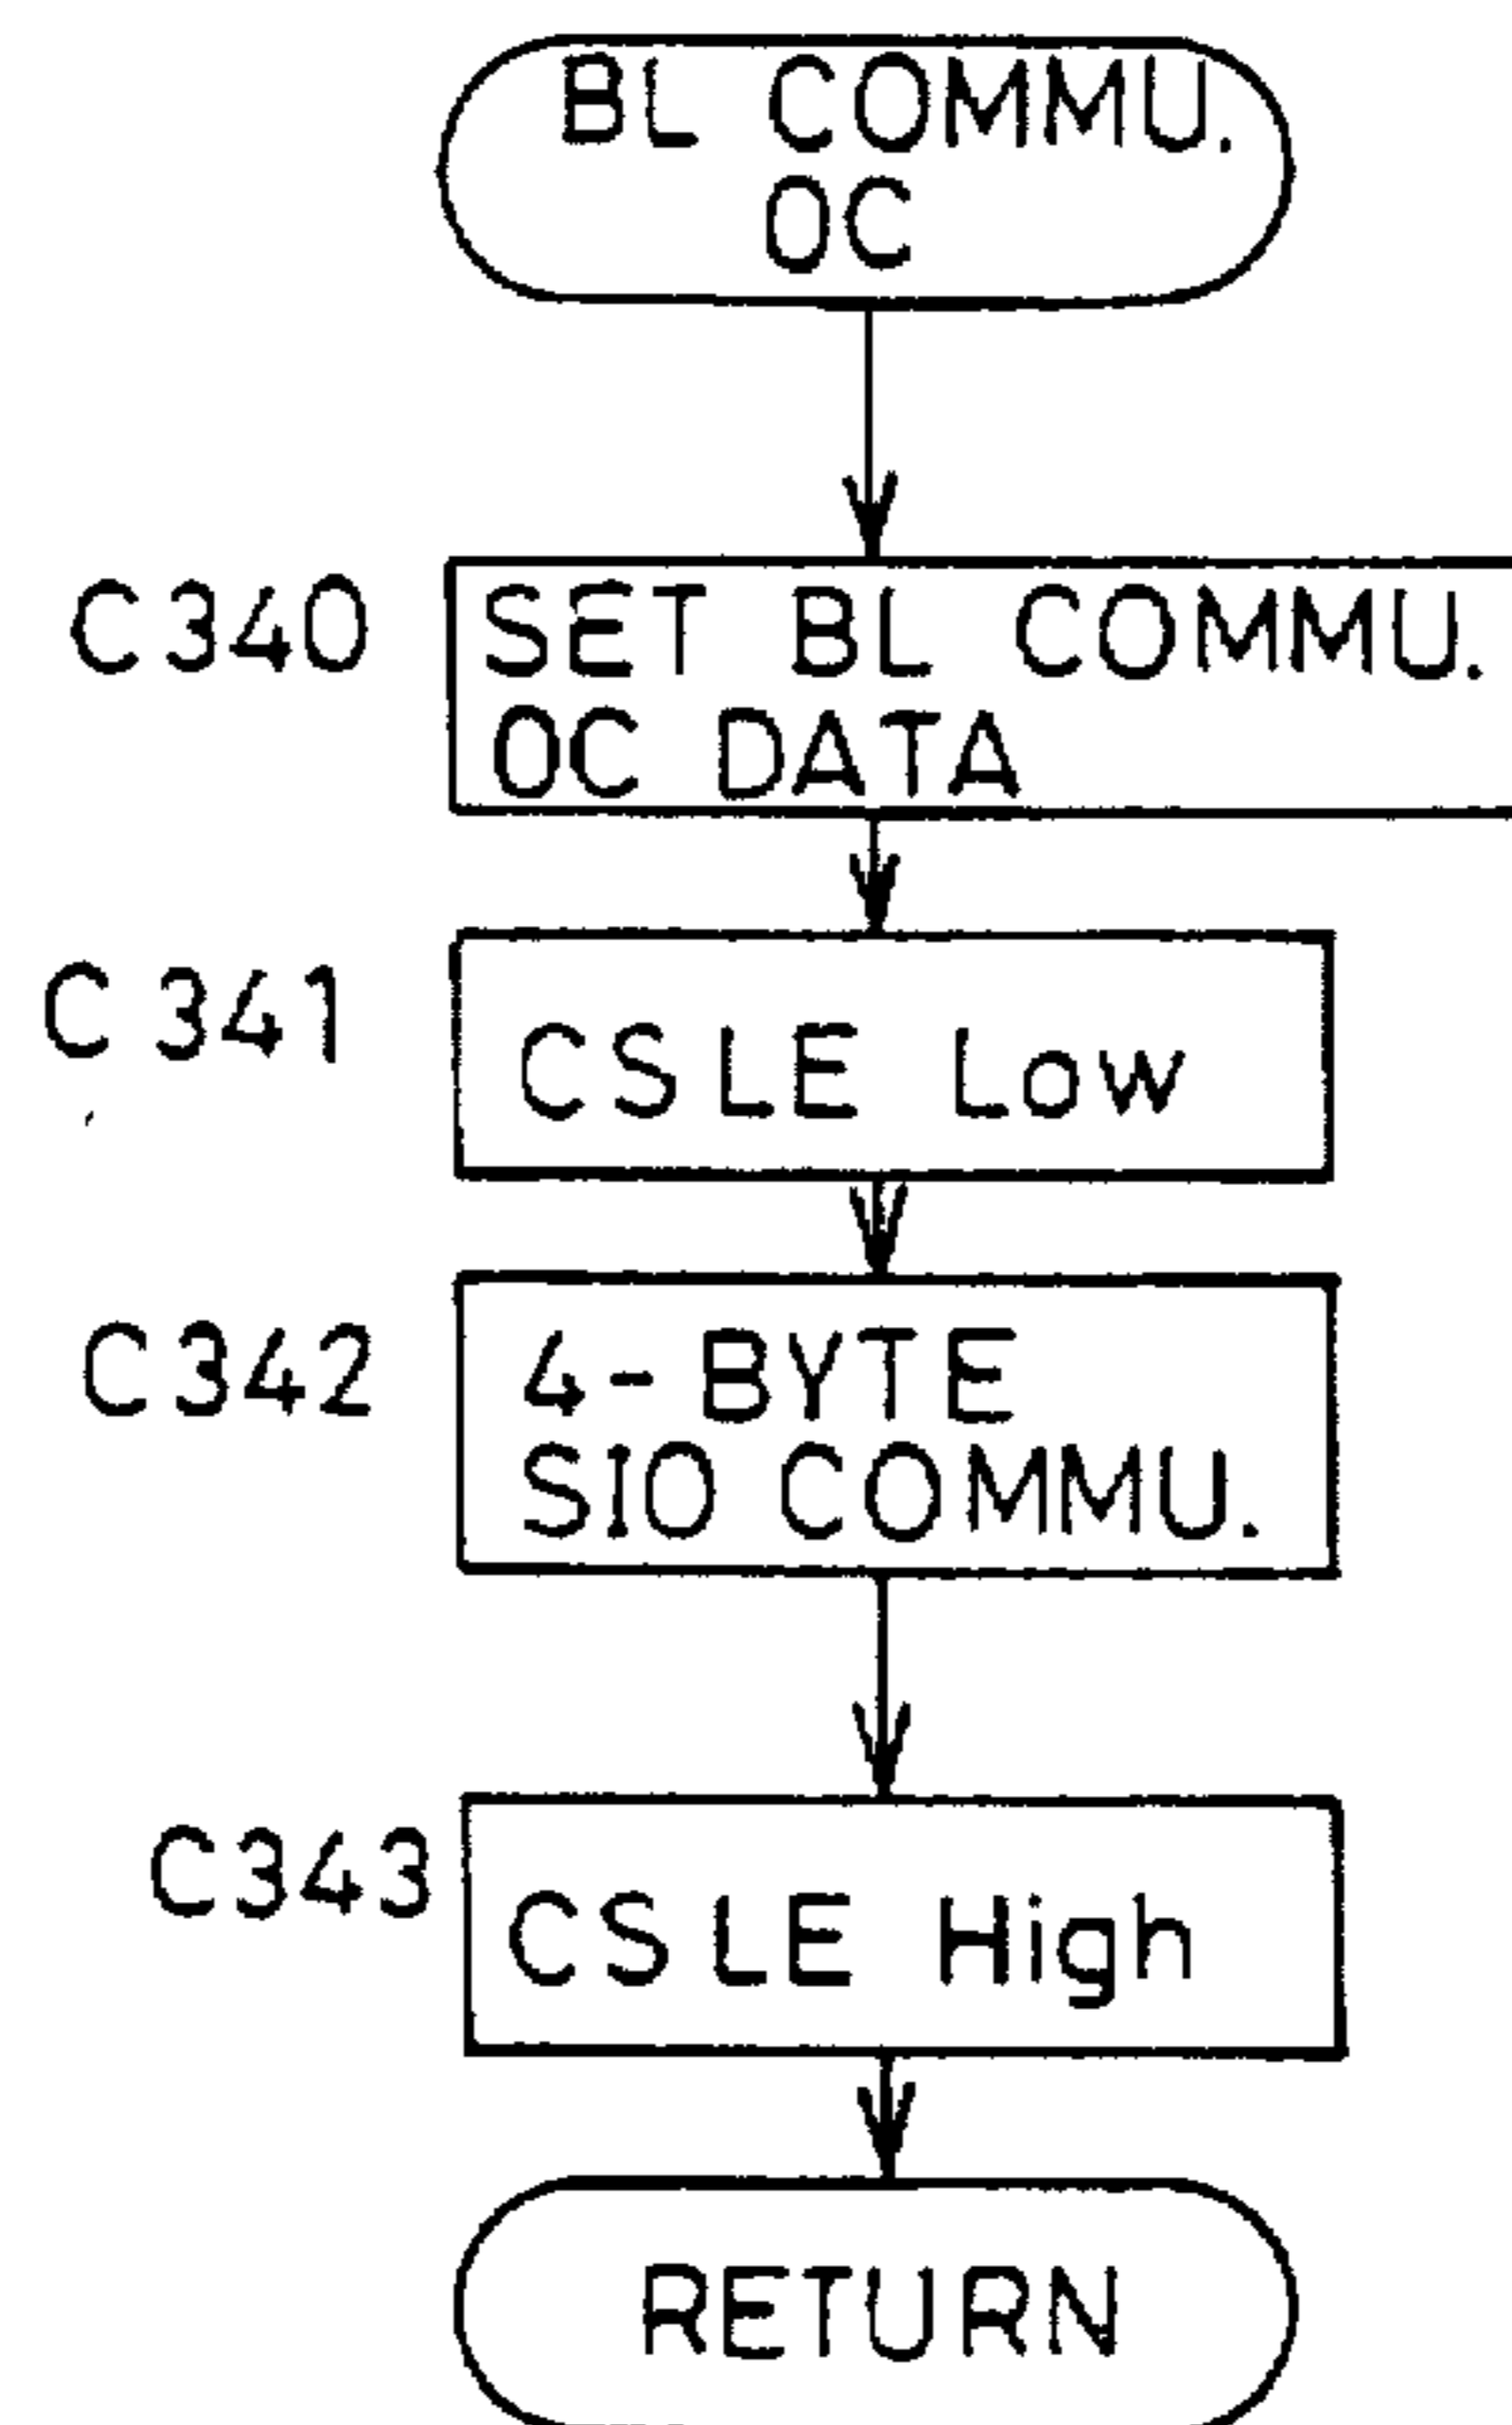 BL COMMU.
OC
C340
SET BL COMMU.
OC DATA
C341
CSLE Low
C342
4-BYTE
SIO COMMU.
C343
CSLE High
RETURN